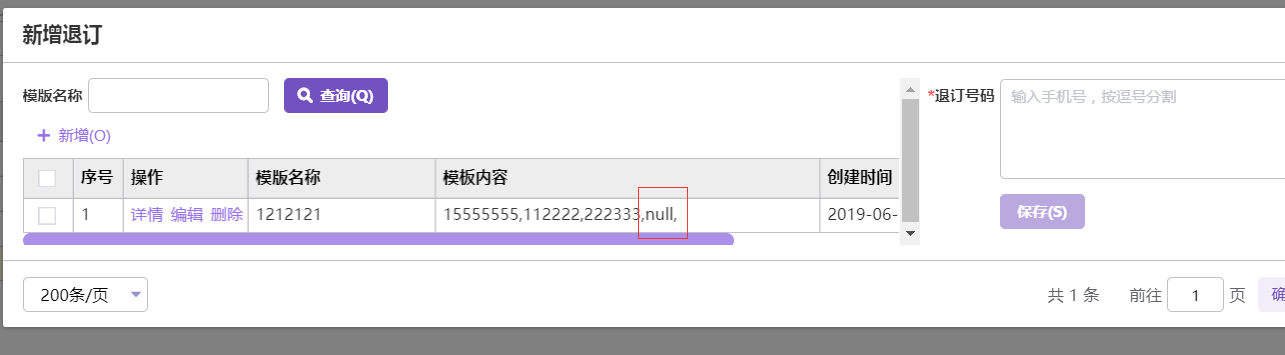 新增退订
模版名称 查询(Q)
*退订号码 输入手机号，按逗号分割
+ 新增(O)
序号 操作 模版名称 模板内容 创建时间
1 详情 编辑 删除 1212121 15555555,112222,222333,null, 2019-06-
保存(S)
200条/页 共 1 条 前往 1 页 确